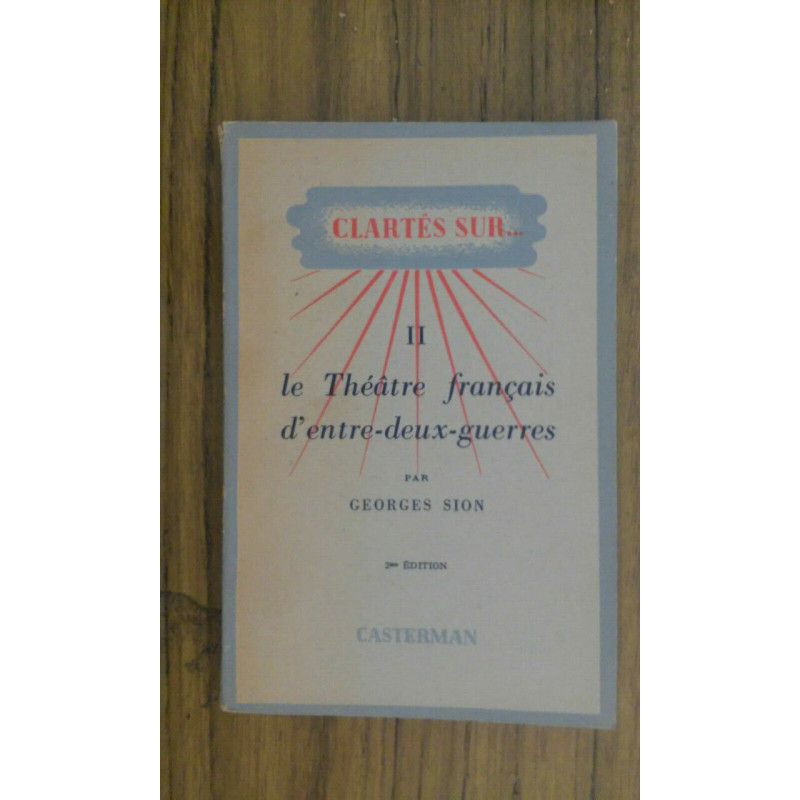 CLARTÉS SUR...
II
le Théâtre français
d'entre-deux-guerres
PAR
GEORGES SION
2me ÉDITION
CASTERMAN